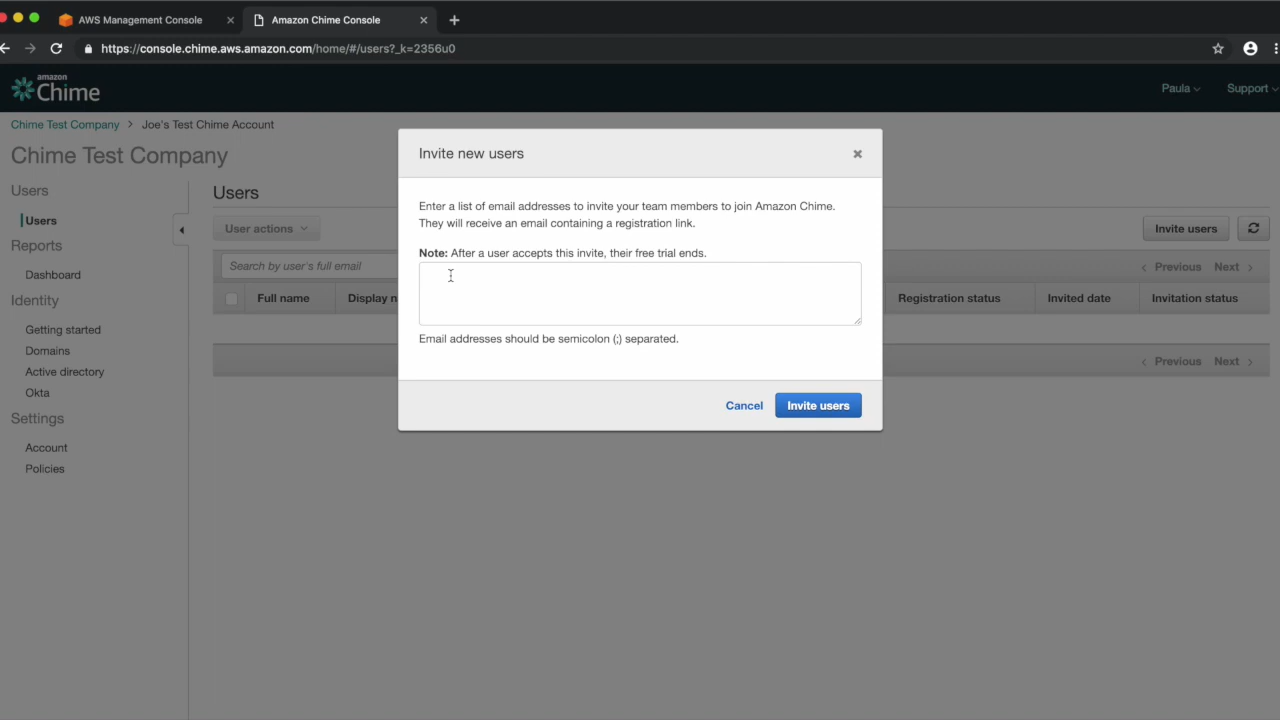 AWS Management Console
Amazon Chime Console
https://console.chime.aws.amazon.com/home/#/users?_k=2356u0
amazon
Chime
Paula
Support
Chime Test Company > Joe's Test Chime Account
Chime Test Company
Users
Users
Reports
Dashboard
Identity
Getting started
Domains
Active directory
Okta
Settings
Account
Policies
Users
User actions
Invite users
Search by user's full email
Previous Next
Full name
Display n
Registration status
Invited date
Invitation status
Previous Next
Invite new users
Enter a list of email addresses to invite your team members to join Amazon Chime.
They will receive an email containing a registration link.
Note: After a user accepts this invite, their free trial ends.
Email addresses should be semicolon (;) separated.
Cancel
Invite users